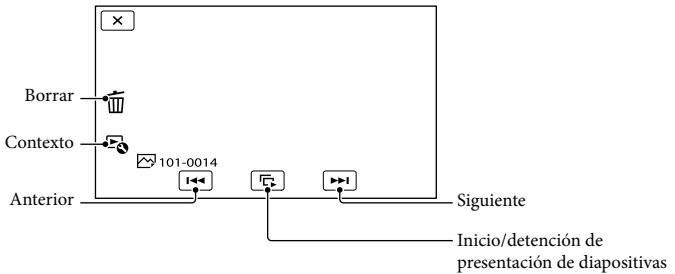 Borrar
Contexto
101-0014
Anterior
Siguiente
Inicio/detención de
presentación de diapositivas